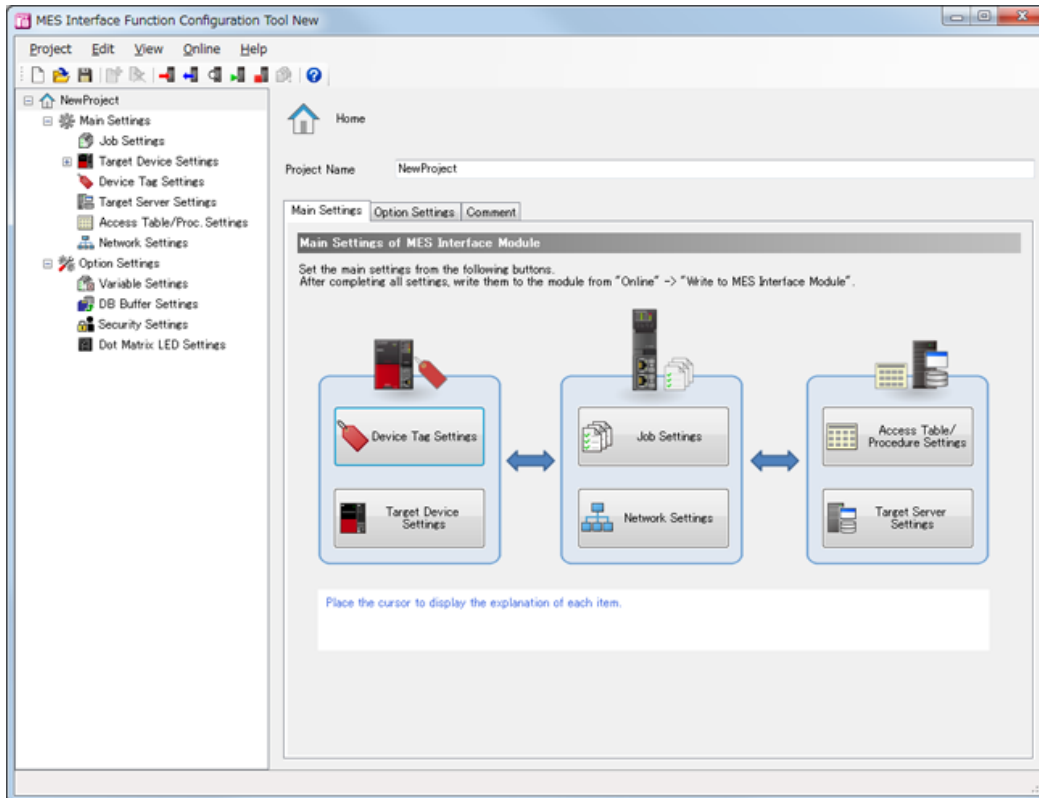 MES Interface Function Configuration Tool New
Project Edit View Online Help
NewProject
Main Settings
Job Settings
Target Device Settings
Device Tag Settings
Target Server Settings
Access Table/Proc. Settings
Network Settings
Option Settings
Variable Settings
DB Buffer Settings
Security Settings
Dot Matrix LED Settings
Home
Project Name NewProject
Main Settings Option Settings Comment
Main Settings of MES Interface Module
Set the main settings from the following buttons.
After completing all settings, write them to the module from "Online" -> "Write to MES Interface Module".
Device Tag Settings
Target Device
Settings
Job Settings
Network Settings
Access Table/
Procedure Settings
Target Server
Settings
Place the cursor to display the explanation of each item.